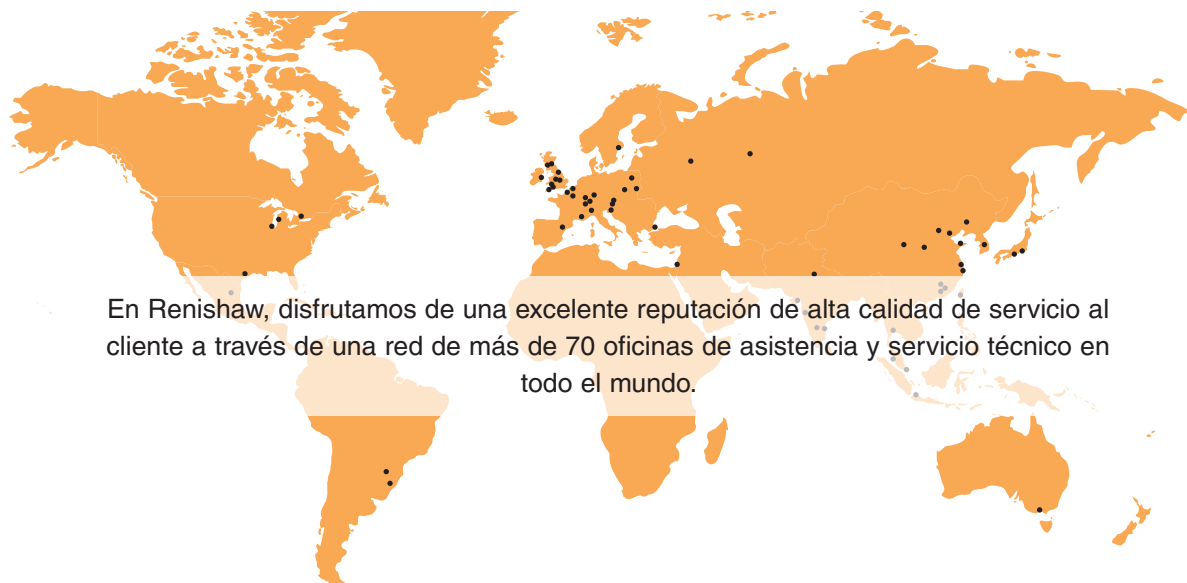 En Renishaw, disfrutamos de una excelente reputación de alta calidad de servicio al
cliente a través de una red de más de 70 oficinas de asistencia y servicio técnico en
todo el mundo.